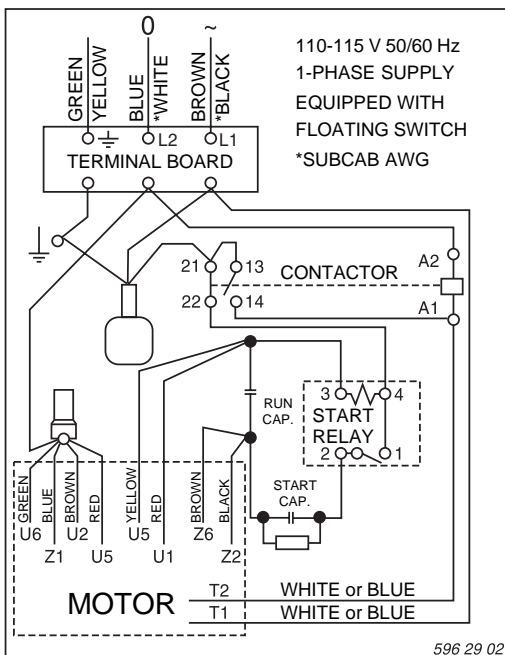 0 ~
GREEN
YELLOW
BLUE
*WHITE
BROWN
*BLACK
110-115 V 50/60 Hz
1-PHASE SUPPLY
EQUIPPED WITH
FLOATING SWITCH
*SUBCAB AWG
L2 L1
TERMINAL BOARD
A2
21 13
CONTACTOR
22 14
A1
3 4
RUN
CAP.
START
RELAY
2 1
START
CAP.
GREEN
BLUE
BROWN
RED
YELLOW
RED
BROWN
BLACK
U6 U2 U5 Z6
Z1 U5 U1 Z2
MOTOR
T2 WHITE or BLUE
T1 WHITE or BLUE
596 29 02